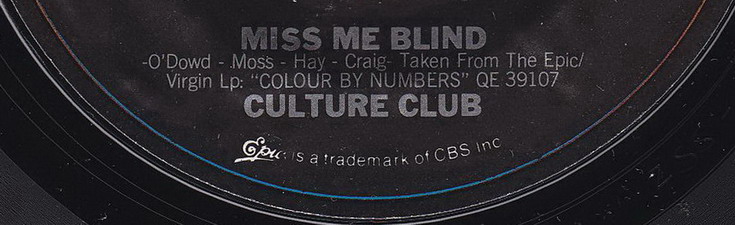 MISS ME BLIND
-O'Dowd - Moss - Hay - Craig- Taken From The Epic/
Virgin Lp: "COLOUR BY NUMBERS" QE 39107
CULTURE CLUB
Epic is a trademark of CBS Inc